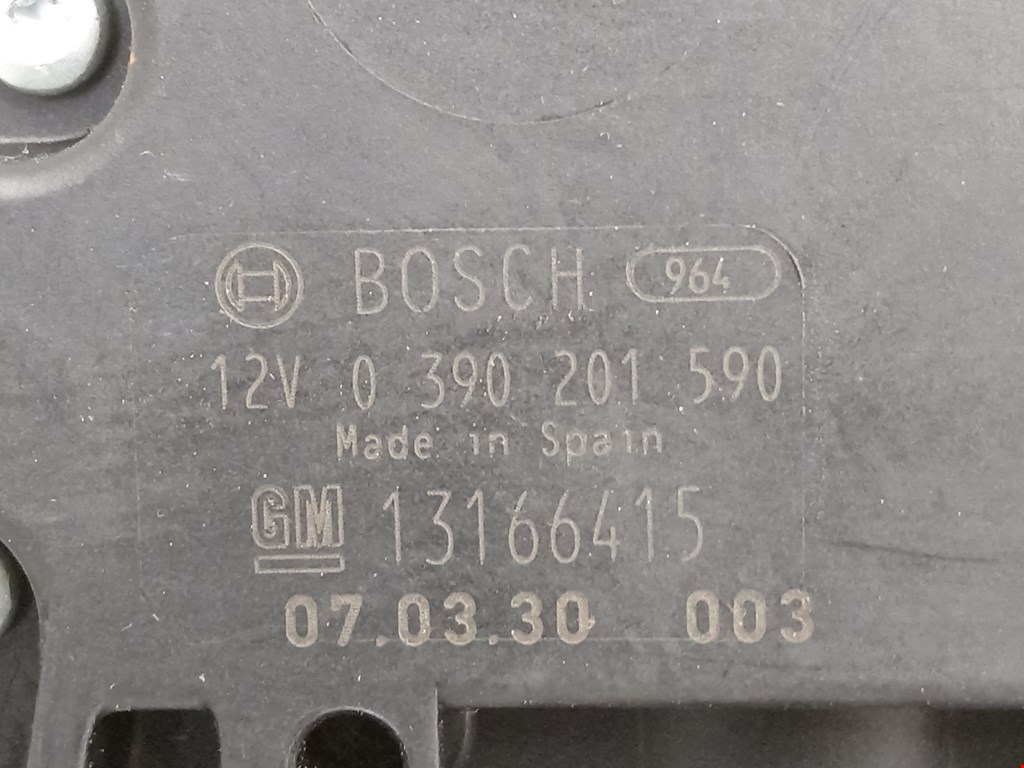 BOSCH 964
12V 0 390 201 590
Made in Spain
GM 13166415
07.03.30 003